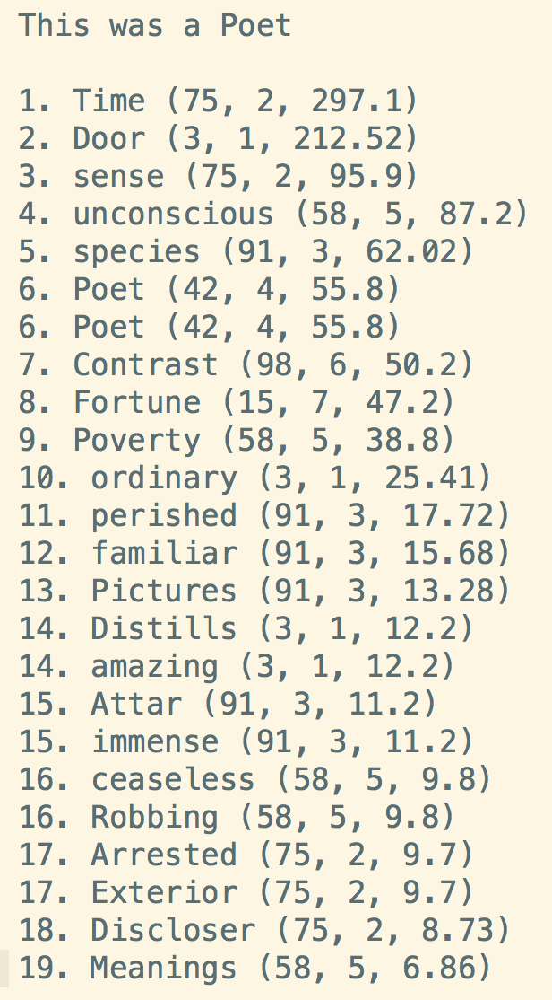 This was a Poet
1. Time (75, 2, 297.1)
2. Door (3, 1, 212.52)
3. sense (75, 2, 95.9)
4. unconscious (58, 5, 87.2)
5. species (91, 3, 62.02)
6. Poet (42, 4, 55.8)
6. Poet (42, 4, 55.8)
7. Contrast (98, 6, 50.2)
8. Fortune (15, 7, 47.2)
9. Poverty (58, 5, 38.8)
10. ordinary (3, 1, 25.41)
11. perished (91, 3, 17.72)
12. familiar (91, 3, 15.68)
13. Pictures (91, 3, 13.28)
14. Distills (3, 1, 12.2)
14. amazing (3, 1, 12.2)
15. Attar (91, 3, 11.2)
15. immense (91, 3, 11.2)
16. ceaseless (58, 5, 9.8)
16. Robbing (58, 5, 9.8)
17. Arrested (75, 2, 9.7)
17. Exterior (75, 2, 9.7)
18. Discloser (75, 2, 8.73)
19. Meanings (58, 5, 6.86)